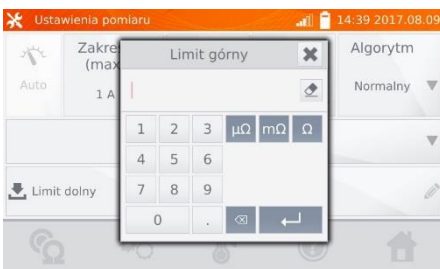 Ustawienia pomiaru 14:39 2017.08.09
Limit górny
Zakres
(max
Algorytm
Auto
1 A
Normalny
1 2 3 µΩ mΩ Ω
4 5 6
7 8 9
Limit dolny
0 .